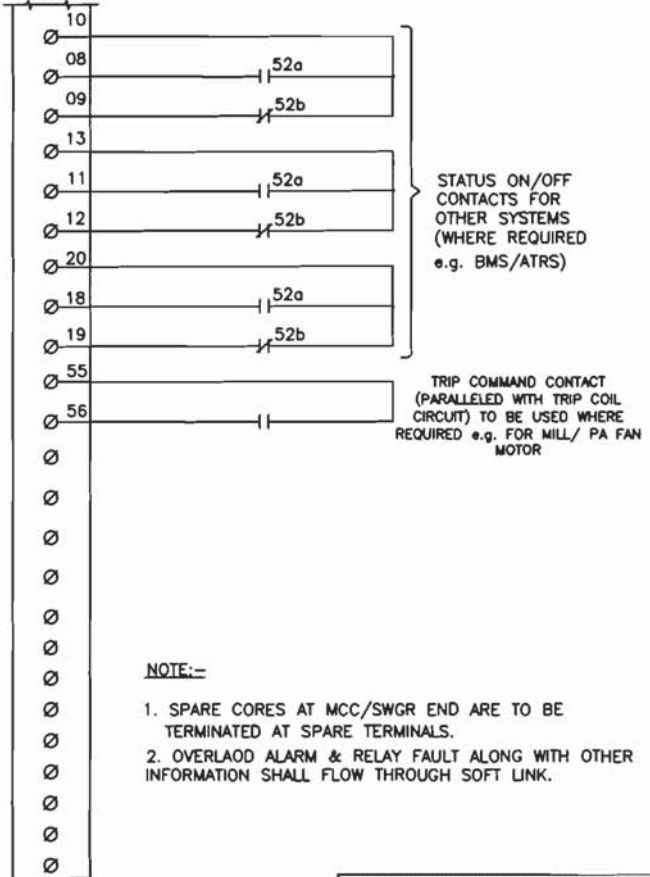 10
08 52a
09 52b
13
11 52a
12 52b
20
18 52a
19 52b
STATUS ON/OFF
CONTACTS FOR
OTHER SYSTEMS
(WHERE REQUIRED
e.g. BMS/ATRS)
55
56
TRIP COMMAND CONTACT
(PARALLELED WITH TRIP COIL
CIRCUIT) TO BE USED WHERE
REQUIRED e.g. FOR MILL/ PA FAN
MOTOR
NOTE:-
1. SPARE CORES AT MCC/SWGR END ARE TO BE
TERMINATED AT SPARE TERMINALS.
2. OVERLAOD ALARM & RELAY FAULT ALONG WITH OTHER
INFORMATION SHALL FLOW THROUGH SOFT LINK.